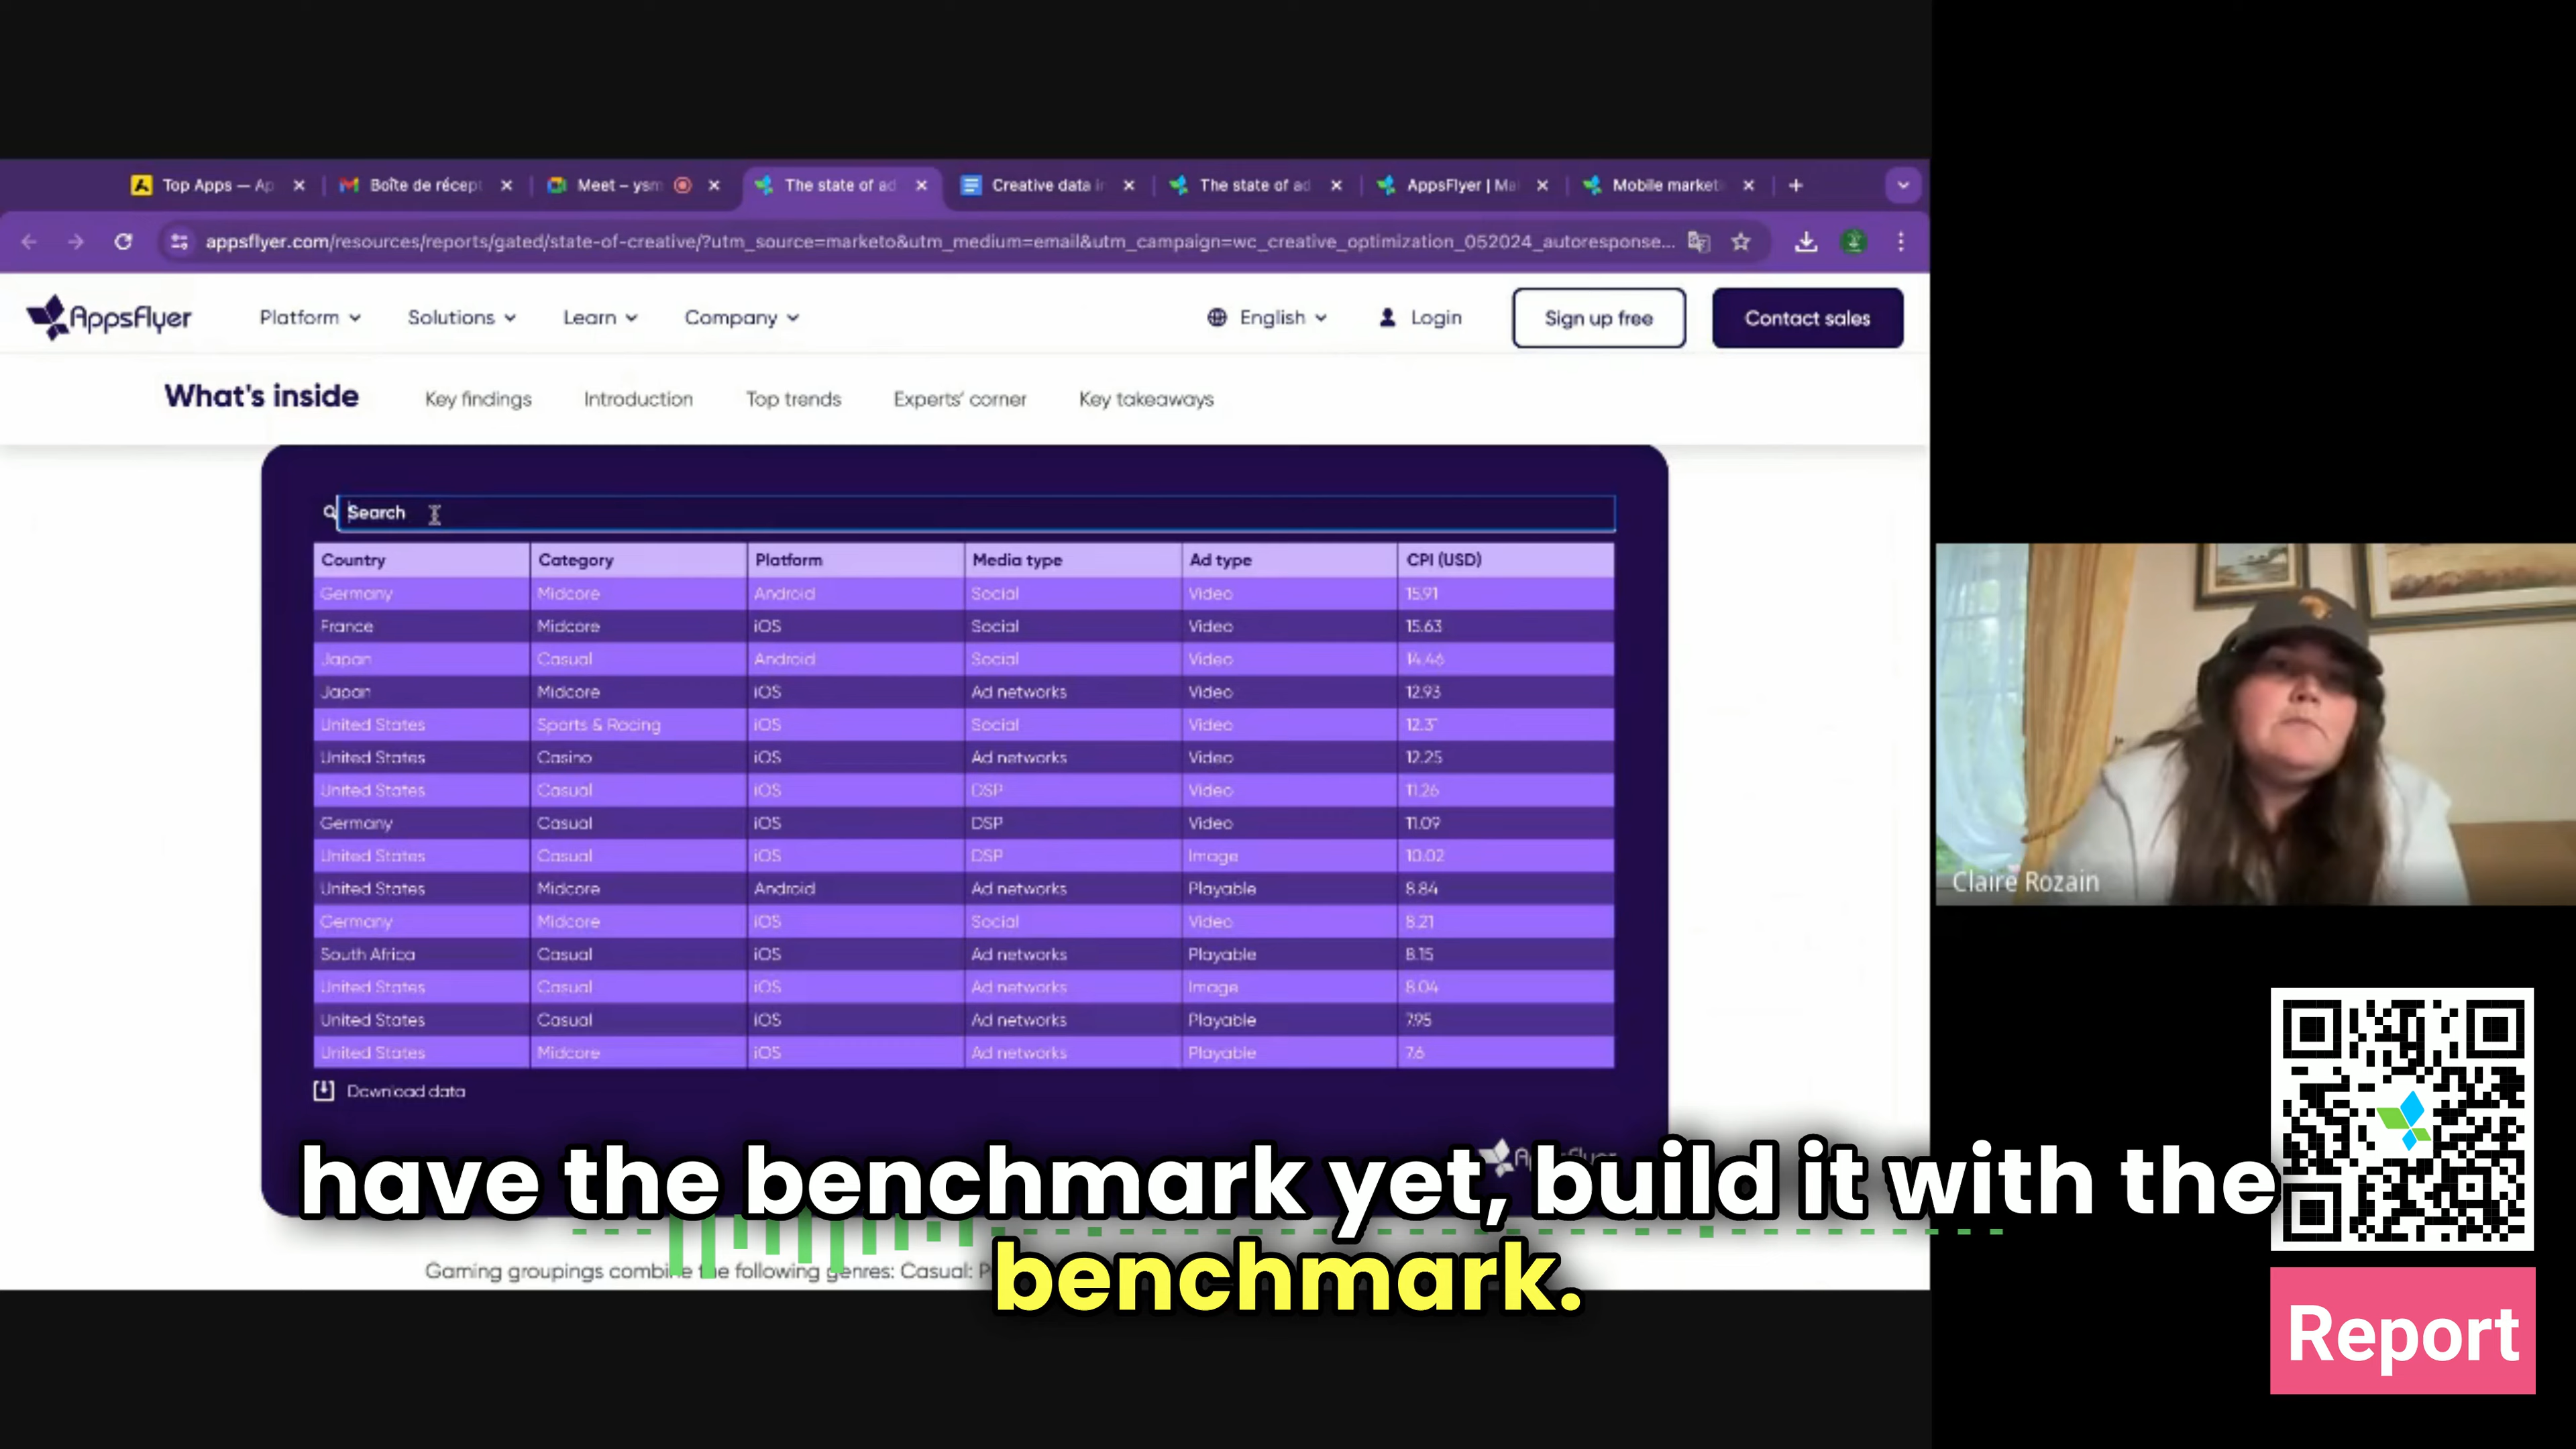 Top Apps — Ap
Boîte de récept
Meet – ysm
The state of ad
Creative data in
The state of ad
AppsFlyer | Ma
Mobile market
appsflyer.com/resources/reports/gated/state-of-creative/?utm_source=marketo&utm_medium=email&utm_campaign=wc_creative_optimization_052024_autoresponse...
AppsFlyer Platform Solutions Learn Company English Login Sign up free Contact sales
What's inside Key findings Introduction Top trends Experts' corner Key takeaways
Search
Country Category Platform Media type Ad type CPI (USD)
Germany Midcore Android Social Video 15.91
France Midcore iOS Social Video 15.63
Japan Casual Android Social Video 14.46
Japan Midcore iOS Ad networks Video 12.93
United States Sports & Racing iOS Social Video
United States Casino iOS Ad networks Video 12.25
United States Casual iOS DSP Video 11.26
Germany Casual iOS DSP Video 11.09
United States Casual iOS DSP Image 10.02
United States Midcore Android Ad networks Playable 8.84
Germany Midcore iOS Social Video 8.21
South Africa Casual iOS Ad networks Playable 8.15
United States Casual iOS Ad networks Image 8.04
United States Casual iOS Ad networks Playable 7.95
United States Midcore iOS Ad networks Playable 7.6
Download data
Claire Rozain
have the benchmark yet, build it with the
benchmark.
Gaming groupings combine the following genres: Casual: P
Report